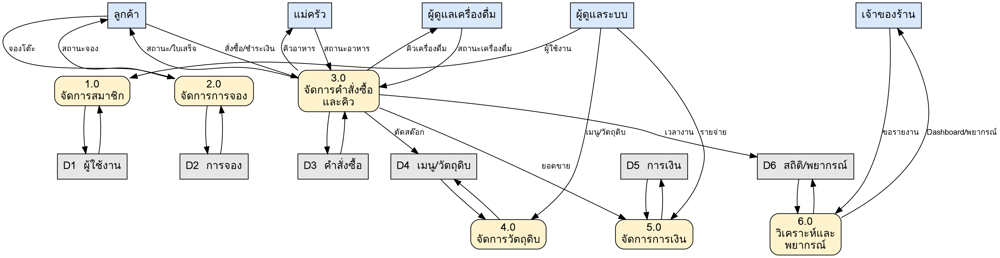 ลูกค้า
แม่ครัว
ผู้ดูแลเครื่องดื่ม
ผู้ดูแลระบบ
เจ้าของร้าน
จองโต๊ะ
สถานะจอง
สถานะ/ใบเสร็จ
สั่งซื้อ/ชำระเงิน
คิวอาหาร
สถานะอาหาร
คิวเครื่องดื่ม
สถานะเครื่องดื่ม
ผู้ใช้งาน
1.0
จัดการสมาชิก
2.0
จัดการการจอง
3.0
จัดการคำสั่งซื้อ
และคิว
ตัดสต๊อก
เมนู/วัตถุดิบ
เวลางาน
รายจ่าย
ขอรายงาน
Dashboard/พยากรณ์
D1 ผู้ใช้งาน
D2 การจอง
D3 คำสั่งซื้อ
D4 เมนู/วัตถุดิบ
ยอดขาย
D5 การเงิน
D6 สถิติ/พยากรณ์
4.0
จัดการวัตถุดิบ
5.0
จัดการการเงิน
6.0
วิเคราะห์และ
พยากรณ์